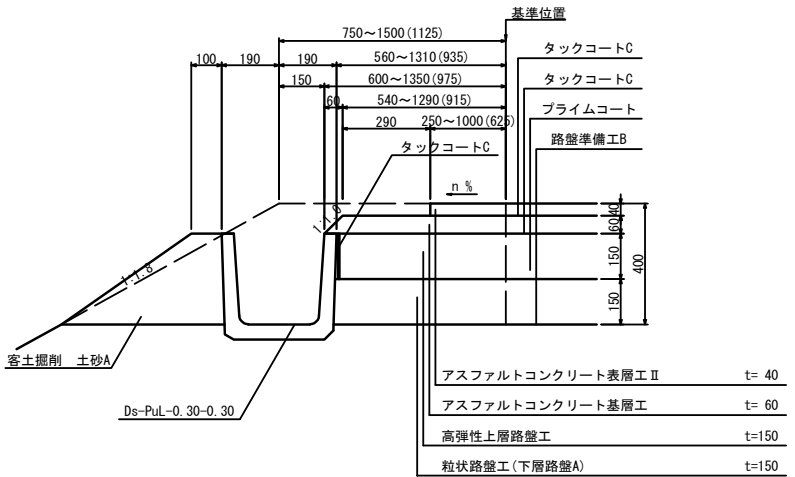 基準位置
750～1500(1125)
タックコートC
100
190
190
560～1310(935)
タックコートC
150
600～1350(975)
60
540～1290(915)
プライムコート
290
250～1000(625)
路盤準備工B
タックコートC
n %
1:1.0
40
60
150
400
150
1:1.8
客土掘削 土砂A
アスファルトコンクリート表層工Ⅱ t= 40
Ds-PuL-0.30-0.30
アスファルトコンクリート基層工 t= 60
高弾性上層路盤工 t=150
粒状路盤工(下層路盤A) t=150